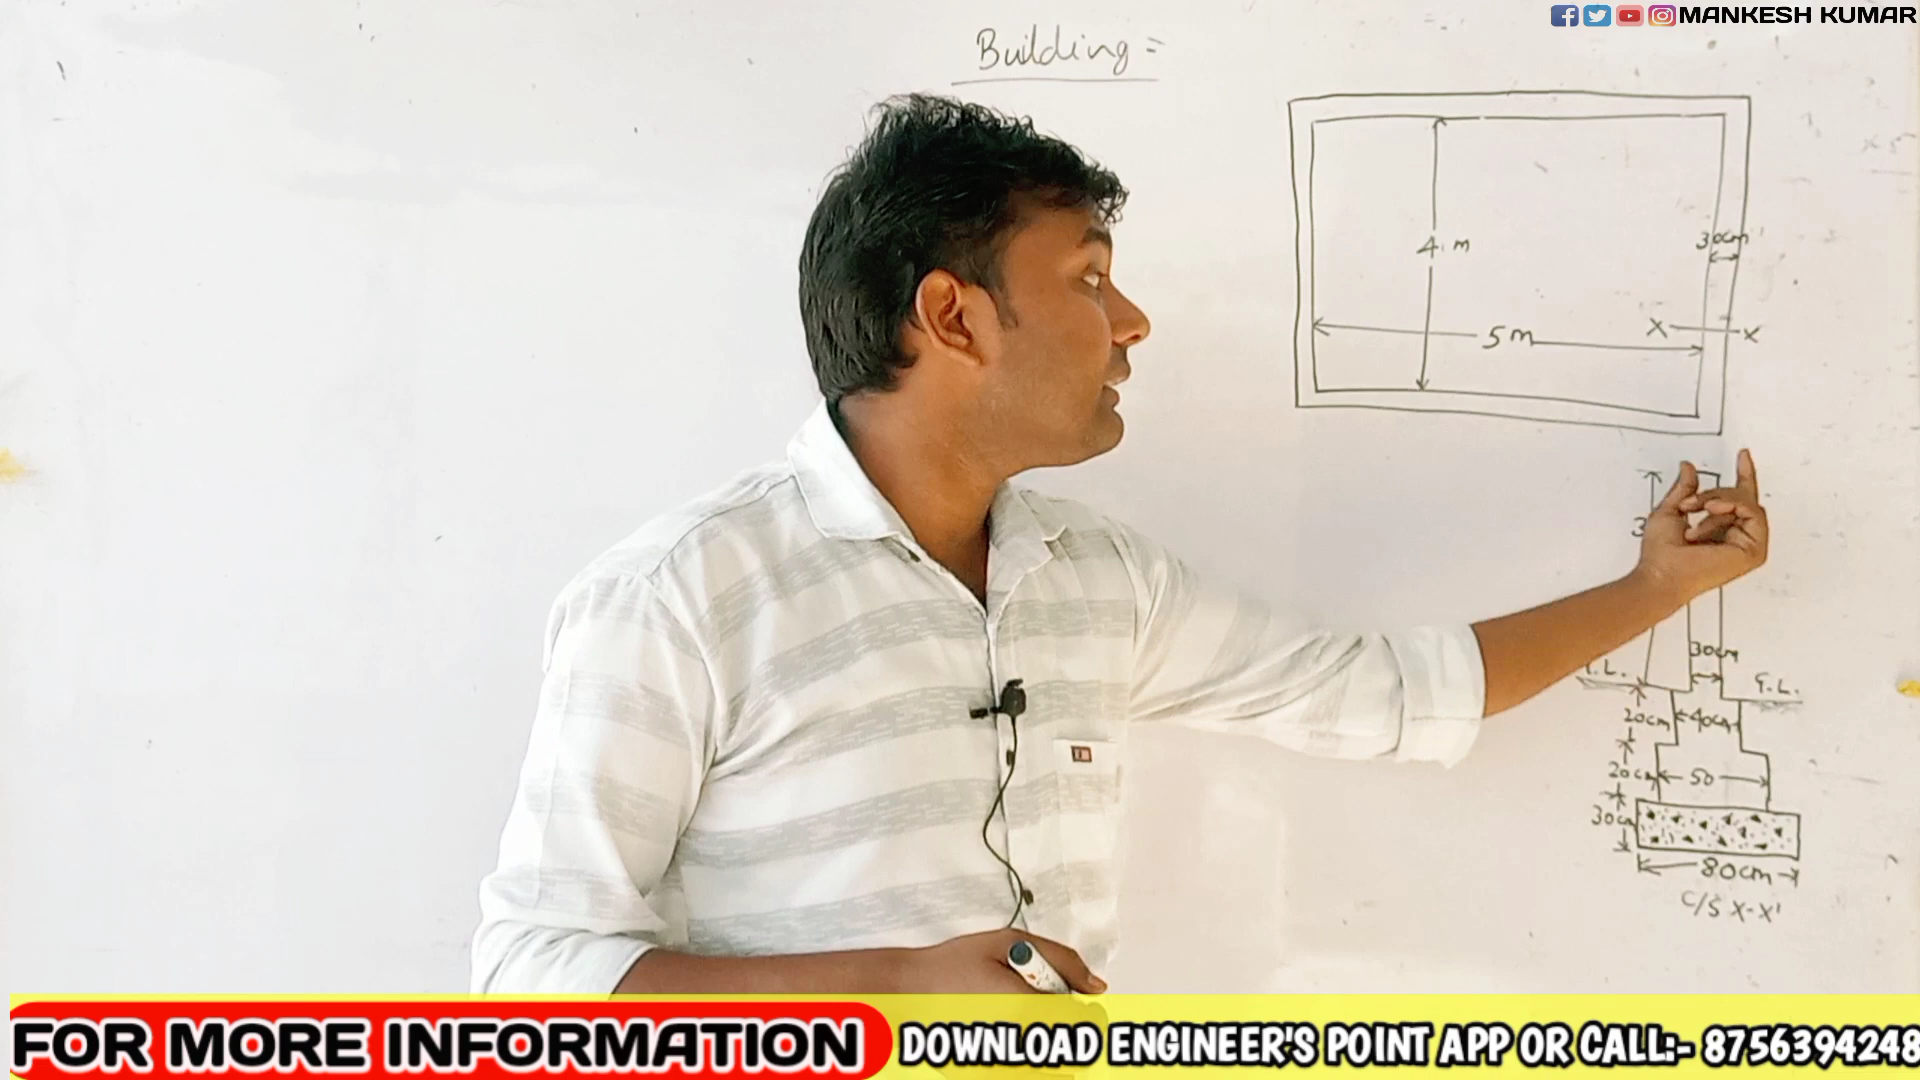 MANKESH KUMAR
Building =
4 m
30cm
5 m
X X
3
30cm
G.L.
20cm 40cm
20cm 50
30cm
80cm
C/S X-X'
FOR MORE INFORMATION DOWNLOAD ENGINEER'S POINT APP OR CALL:- 8756394248